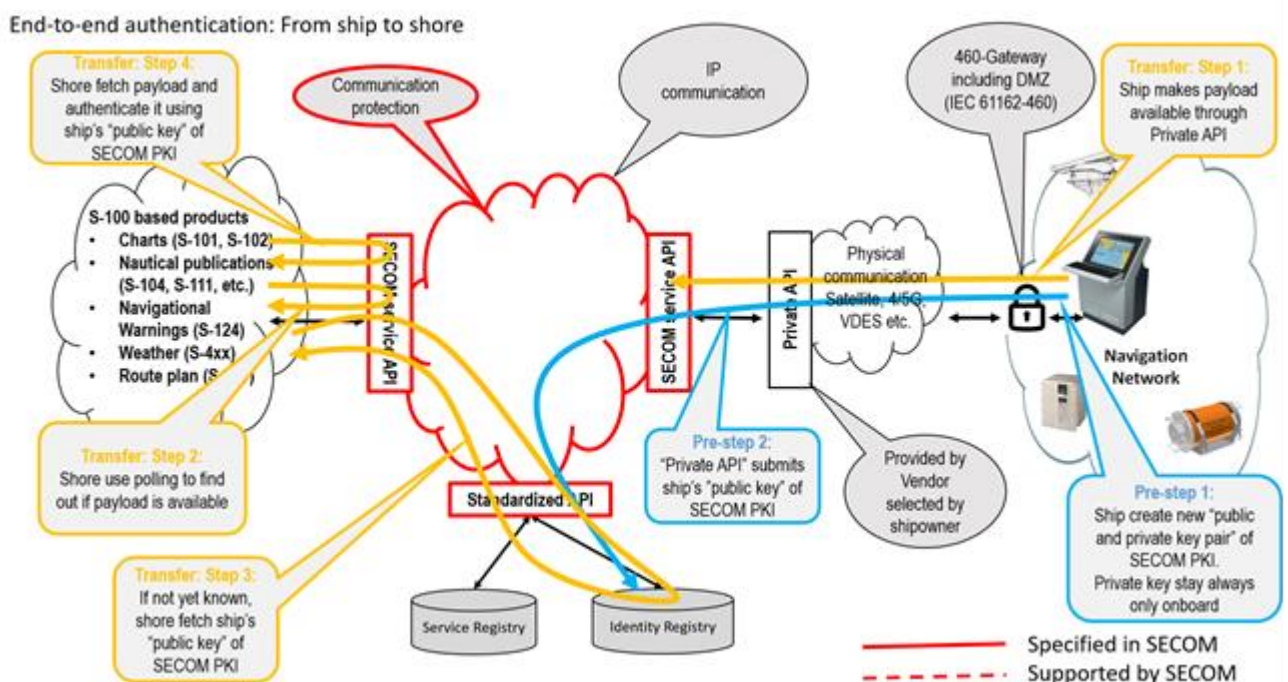 End-to-end authentication: From ship to shore
Transfer: Step 4:
Shore fetch payload and
authenticate it using
ship's "public key" of
SECOM PKI
Communication
protection
IP
communication
460-Gateway
including DMZ
(IEC 61162-460)
Transfer: Step 1:
Ship makes payload
available through
Private API
S-100 based products
• Charts (S-101, S-102)
• Nautical publications
(S-104, S-111, etc.)
• Navigational
Warnings (S-124)
• Weather (S-4xx)
• Route plan (S-
SECOM service API
SECOM service API
Private API
Physical
communication
Satellite, 4/5G,
VDES etc.
Navigation
Network
Transfer: Step 2:
Shore use polling to find
out if payload is available
Standardized API
Pre-step 2:
"Private API" submits
ship's "public key" of
SECOM PKI
Provided by
Vendor
selected by
shipowner
Pre-step 1:
Ship create new "public
and private key pair" of
SECOM PKI.
Private key stay always
only onboard
Transfer: Step 3:
If not yet known,
shore fetch ship's
"public key" of
SECOM PKI
Service Registry
Identity Registry
Specified in SECOM
Supported by SECOM